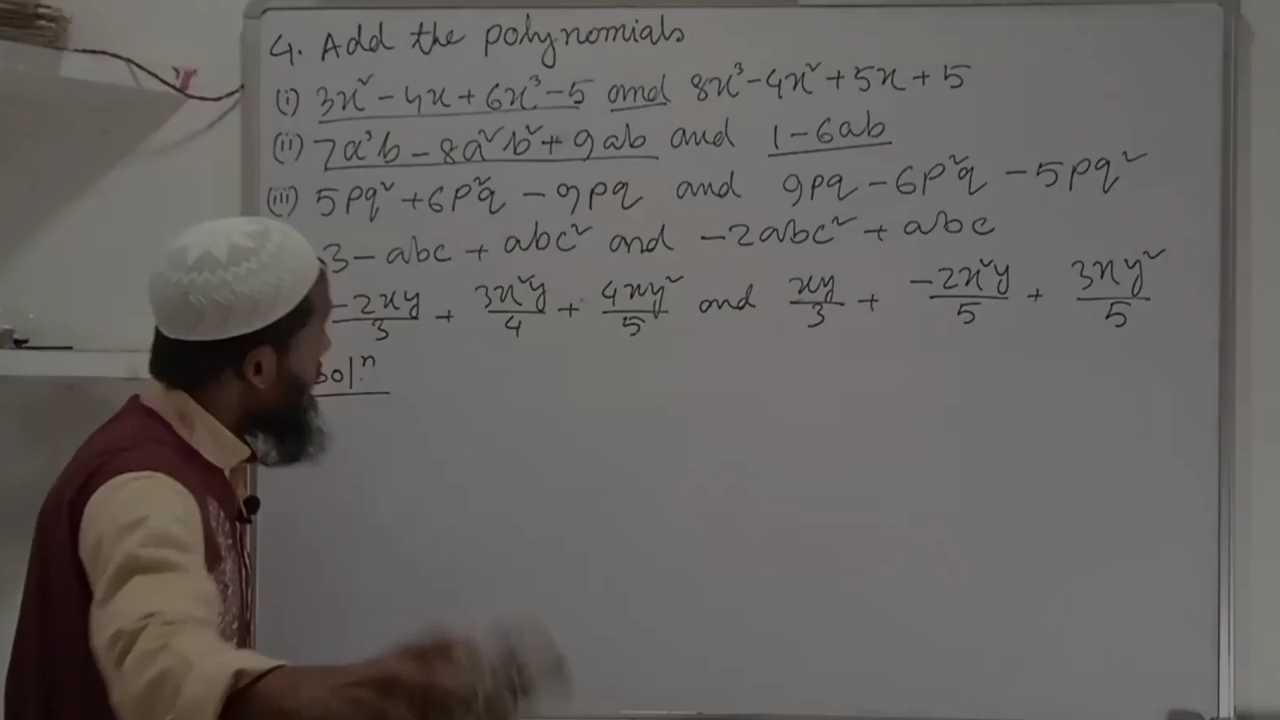 4. Add the polynomials
(i) 3x² - 4x + 6x³ - 5 and 8x³ - 4x² + 5x + 5
(ii) 7a³b - 8a²b² + 9ab and 1 - 6ab
(iii) 5pq² + 6p²q - 9pq and 9pq - 6p²q - 5pq²
3 - abc + abc² and -2abc² + abc
-2xy/3 + 3x²y/4 + 4xy²/5 and xy/3 + -2x²y/5 + 3xy²/5
Solⁿ